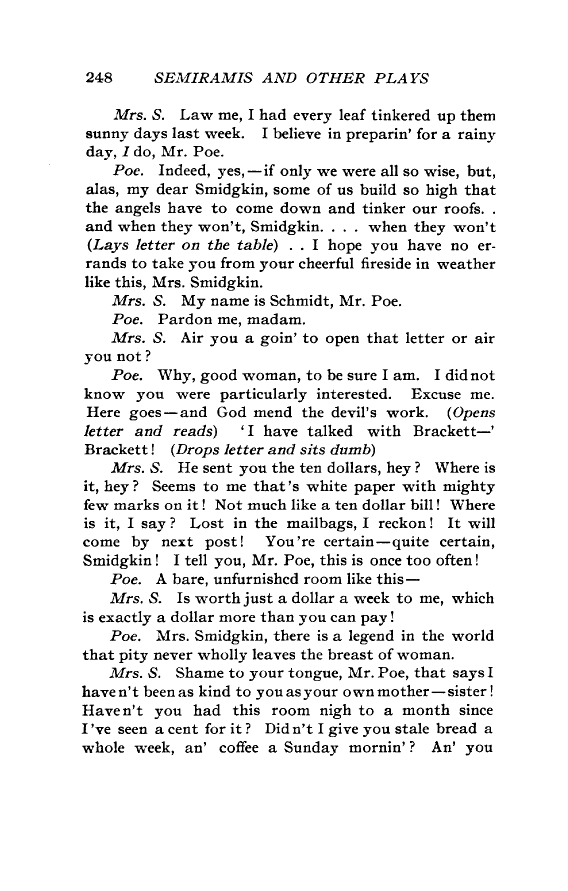 248 SEMIRAMIS AND OTHER PLAYS
Mrs. S. Law me, I had every leaf tinkered up them
sunny days last week. I believe in preparin' for a rainy
day, I do, Mr. Poe.
Poe. Indeed, yes,—if only we were all so wise, but,
alas, my dear Smidgkin, some of us build so high that
the angels have to come down and tinker our roofs. .
and when they won't, Smidgkin. . . . when they won't
(Lays letter on the table) . . I hope you have no er-
rands to take you from your cheerful fireside in weather
like this, Mrs. Smidgkin.
Mrs. S. My name is Schmidt, Mr. Poe.
Poe. Pardon me, madam.
Mrs. S. Air you a goin' to open that letter or air
you not?
Poe. Why, good woman, to be sure I am. I did not
know you were particularly interested. Excuse me.
Here goes—and God mend the devil's work. (Opens
letter and reads) 'I have talked with Brackett—'
Brackett! (Drops letter and sits dumb)
Mrs. S. He sent you the ten dollars, hey? Where is
it, hey? Seems to me that's white paper with mighty
few marks on it! Not much like a ten dollar bill! Where
is it, I say? Lost in the mailbags, I reckon! It will
come by next post! You're certain—quite certain,
Smidgkin! I tell you, Mr. Poe, this is once too often!
Poe. A bare, unfurnished room like this—
Mrs. S. Is worth just a dollar a week to me, which
is exactly a dollar more than you can pay!
Poe. Mrs. Smidgkin, there is a legend in the world
that pity never wholly leaves the breast of woman.
Mrs. S. Shame to your tongue, Mr. Poe, that says I
haven't been as kind to you as your own mother—sister!
Haven't you had this room nigh to a month since
I've seen a cent for it? Didn't I give you stale bread a
whole week, an' coffee a Sunday mornin'? An' you